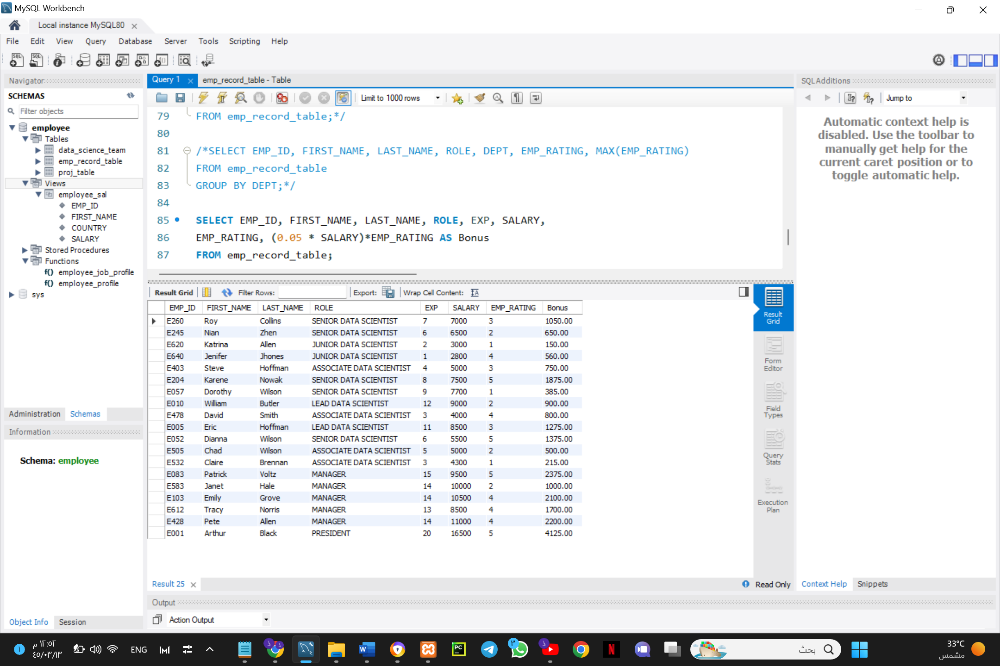 MySQL Workbench
Local instance MySQL80
File Edit View Query Database Server Tools Scripting Help
Navigator
SCHEMAS
Filter objects
employee
Tables
data_science_team
emp_record_table
proj_table
Views
employee_sal
EMP_ID
FIRST_NAME
COUNTRY
SALARY
Stored Procedures
Functions
f() employee_job_profile
f() employee_profile
sys
Administration Schemas
Information
Schema: employee
Object Info Session
Query 1 emp_record_table - Table
Limit to 1000 rows
79 FROM emp_record_table;*/
80
81 /*SELECT EMP_ID, FIRST_NAME, LAST_NAME, ROLE, DEPT, EMP_RATING, MAX(EMP_RATING)
82 FROM emp_record_table
83 GROUP BY DEPT;*/
84
85 SELECT EMP_ID, FIRST_NAME, LAST_NAME, ROLE, EXP, SALARY,
86 EMP_RATING, (0.05 * SALARY)*EMP_RATING AS Bonus
87 FROM emp_record_table;
Result Grid Filter Rows: Export: Wrap Cell Content:
EMP_ID FIRST_NAME LAST_NAME ROLE EXP SALARY EMP_RATING Bonus
E260 Roy Collins SENIOR DATA SCIENTIST 7 7000 3 1050.00
E245 Nian Zhen SENIOR DATA SCIENTIST 6 6500 2 650.00
E620 Katrina Allen JUNIOR DATA SCIENTIST 2 3000 1 150.00
E640 Jenifer Jhones JUNIOR DATA SCIENTIST 1 2800 4 560.00
E403 Steve Hoffman ASSOCIATE DATA SCIENTIST 4 5000 3 750.00
E204 Karene Nowak SENIOR DATA SCIENTIST 8 7500 5 1875.00
E057 Dorothy Wilson SENIOR DATA SCIENTIST 9 7700 1 385.00
E010 William Butler LEAD DATA SCIENTIST 12 9000 2 900.00
E478 David Smith ASSOCIATE DATA SCIENTIST 3 4000 4 800.00
E005 Eric Hoffman LEAD DATA SCIENTIST 11 8500 3 1275.00
E052 Dianna Wilson SENIOR DATA SCIENTIST 6 5500 5 1375.00
E505 Chad Wilson ASSOCIATE DATA SCIENTIST 5 5000 2 500.00
E532 Claire Brennan ASSOCIATE DATA SCIENTIST 3 4300 1 215.00
E083 Patrick Voltz MANAGER 15 9500 5 2375.00
E583 Janet Hale MANAGER 14 10000 2 1000.00
E103 Emily Grove MANAGER 14 10500 4 2100.00
E612 Tracy Norris MANAGER 13 8500 4 1700.00
E428 Pete Allen MANAGER 14 11000 4 2200.00
E001 Arthur Black PRESIDENT 20 16500 5 4125.00
Result Grid
Form Editor
Field Types
Query Stats
Execution Plan
Result 25
Read Only
Output
Action Output
SQLAdditions
Jump to
Automatic context help is
disabled. Use the toolbar to
manually get help for the
current caret position or to
toggle automatic help.
Context Help Snippets
١
١٢:٥٢ م
٤٥/٠٣/١٣
ENG
PC
بحث
33°C
مشمس